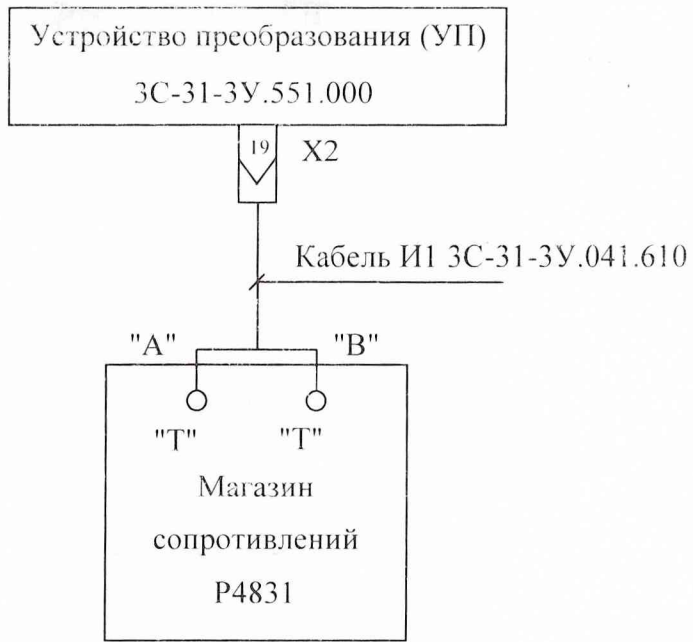 Устройство преобразования (УП)
3С-31-3У.551.000
19
X2
Кабель И1 3С-31-3У.041.610
"А" "В"
"Т" "Т"
Магазин
сопротивлений
Р4831